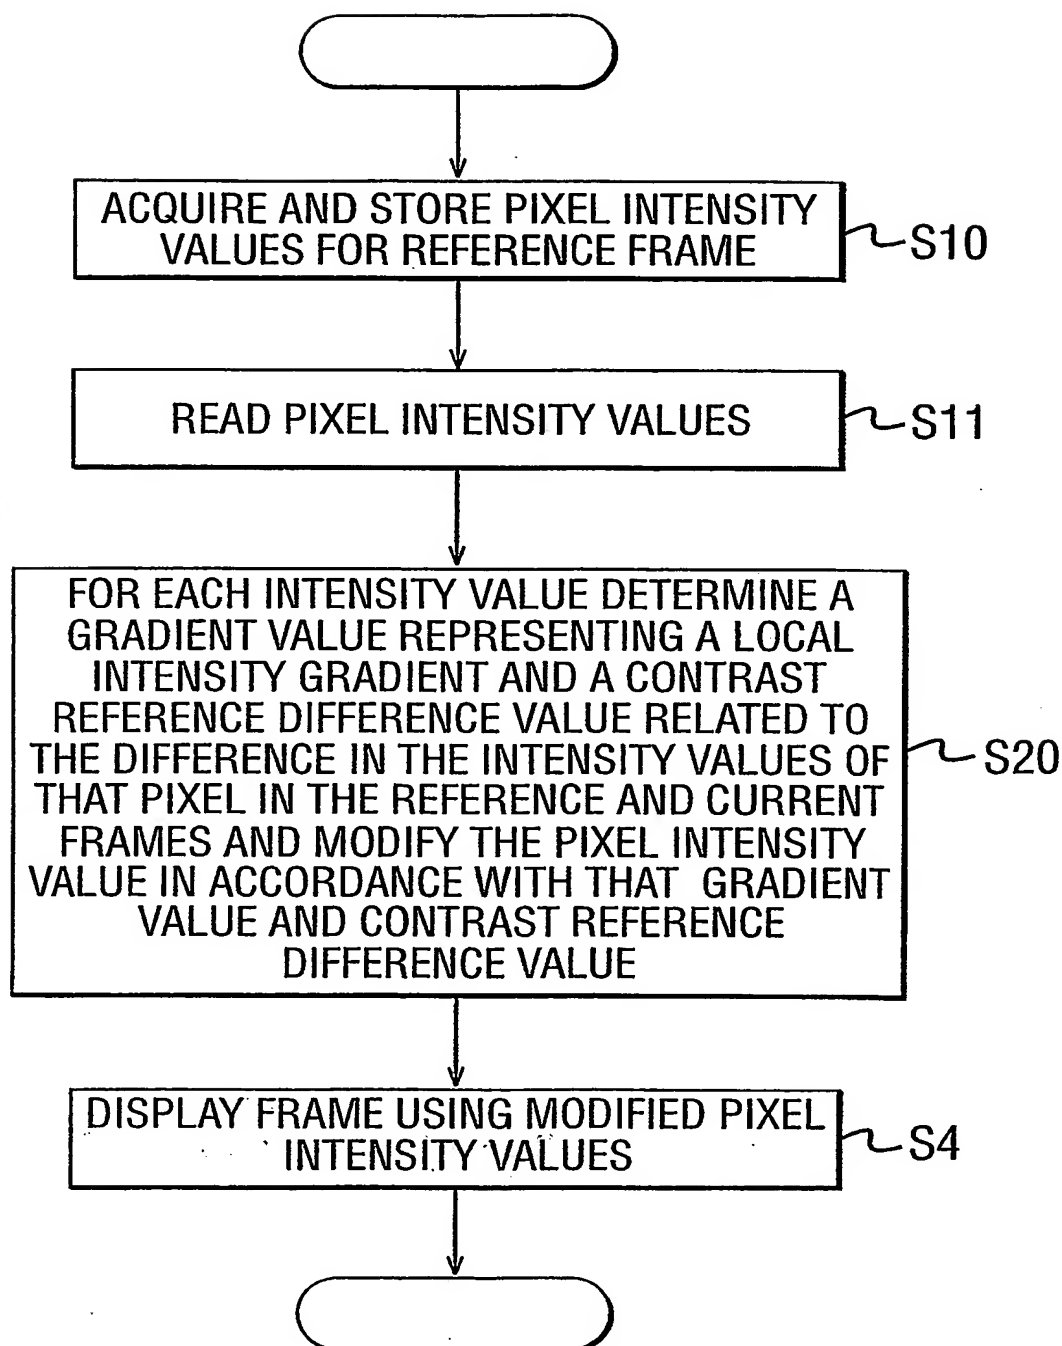 ACQUIRE AND STORE PIXEL INTENSITY
VALUES FOR REFERENCE FRAME
S10
READ PIXEL INTENSITY VALUES
S11
FOR EACH INTENSITY VALUE DETERMINE A
GRADIENT VALUE REPRESENTING A LOCAL
INTENSITY GRADIENT AND A CONTRAST
REFERENCE DIFFERENCE VALUE RELATED TO
THE DIFFERENCE IN THE INTENSITY VALUES OF
THAT PIXEL IN THE REFERENCE AND CURRENT
FRAMES AND MODIFY THE PIXEL INTENSITY
VALUE IN ACCORDANCE WITH THAT GRADIENT
VALUE AND CONTRAST REFERENCE
DIFFERENCE VALUE
S20
DISPLAY FRAME USING MODIFIED PIXEL
INTENSITY VALUES
S4